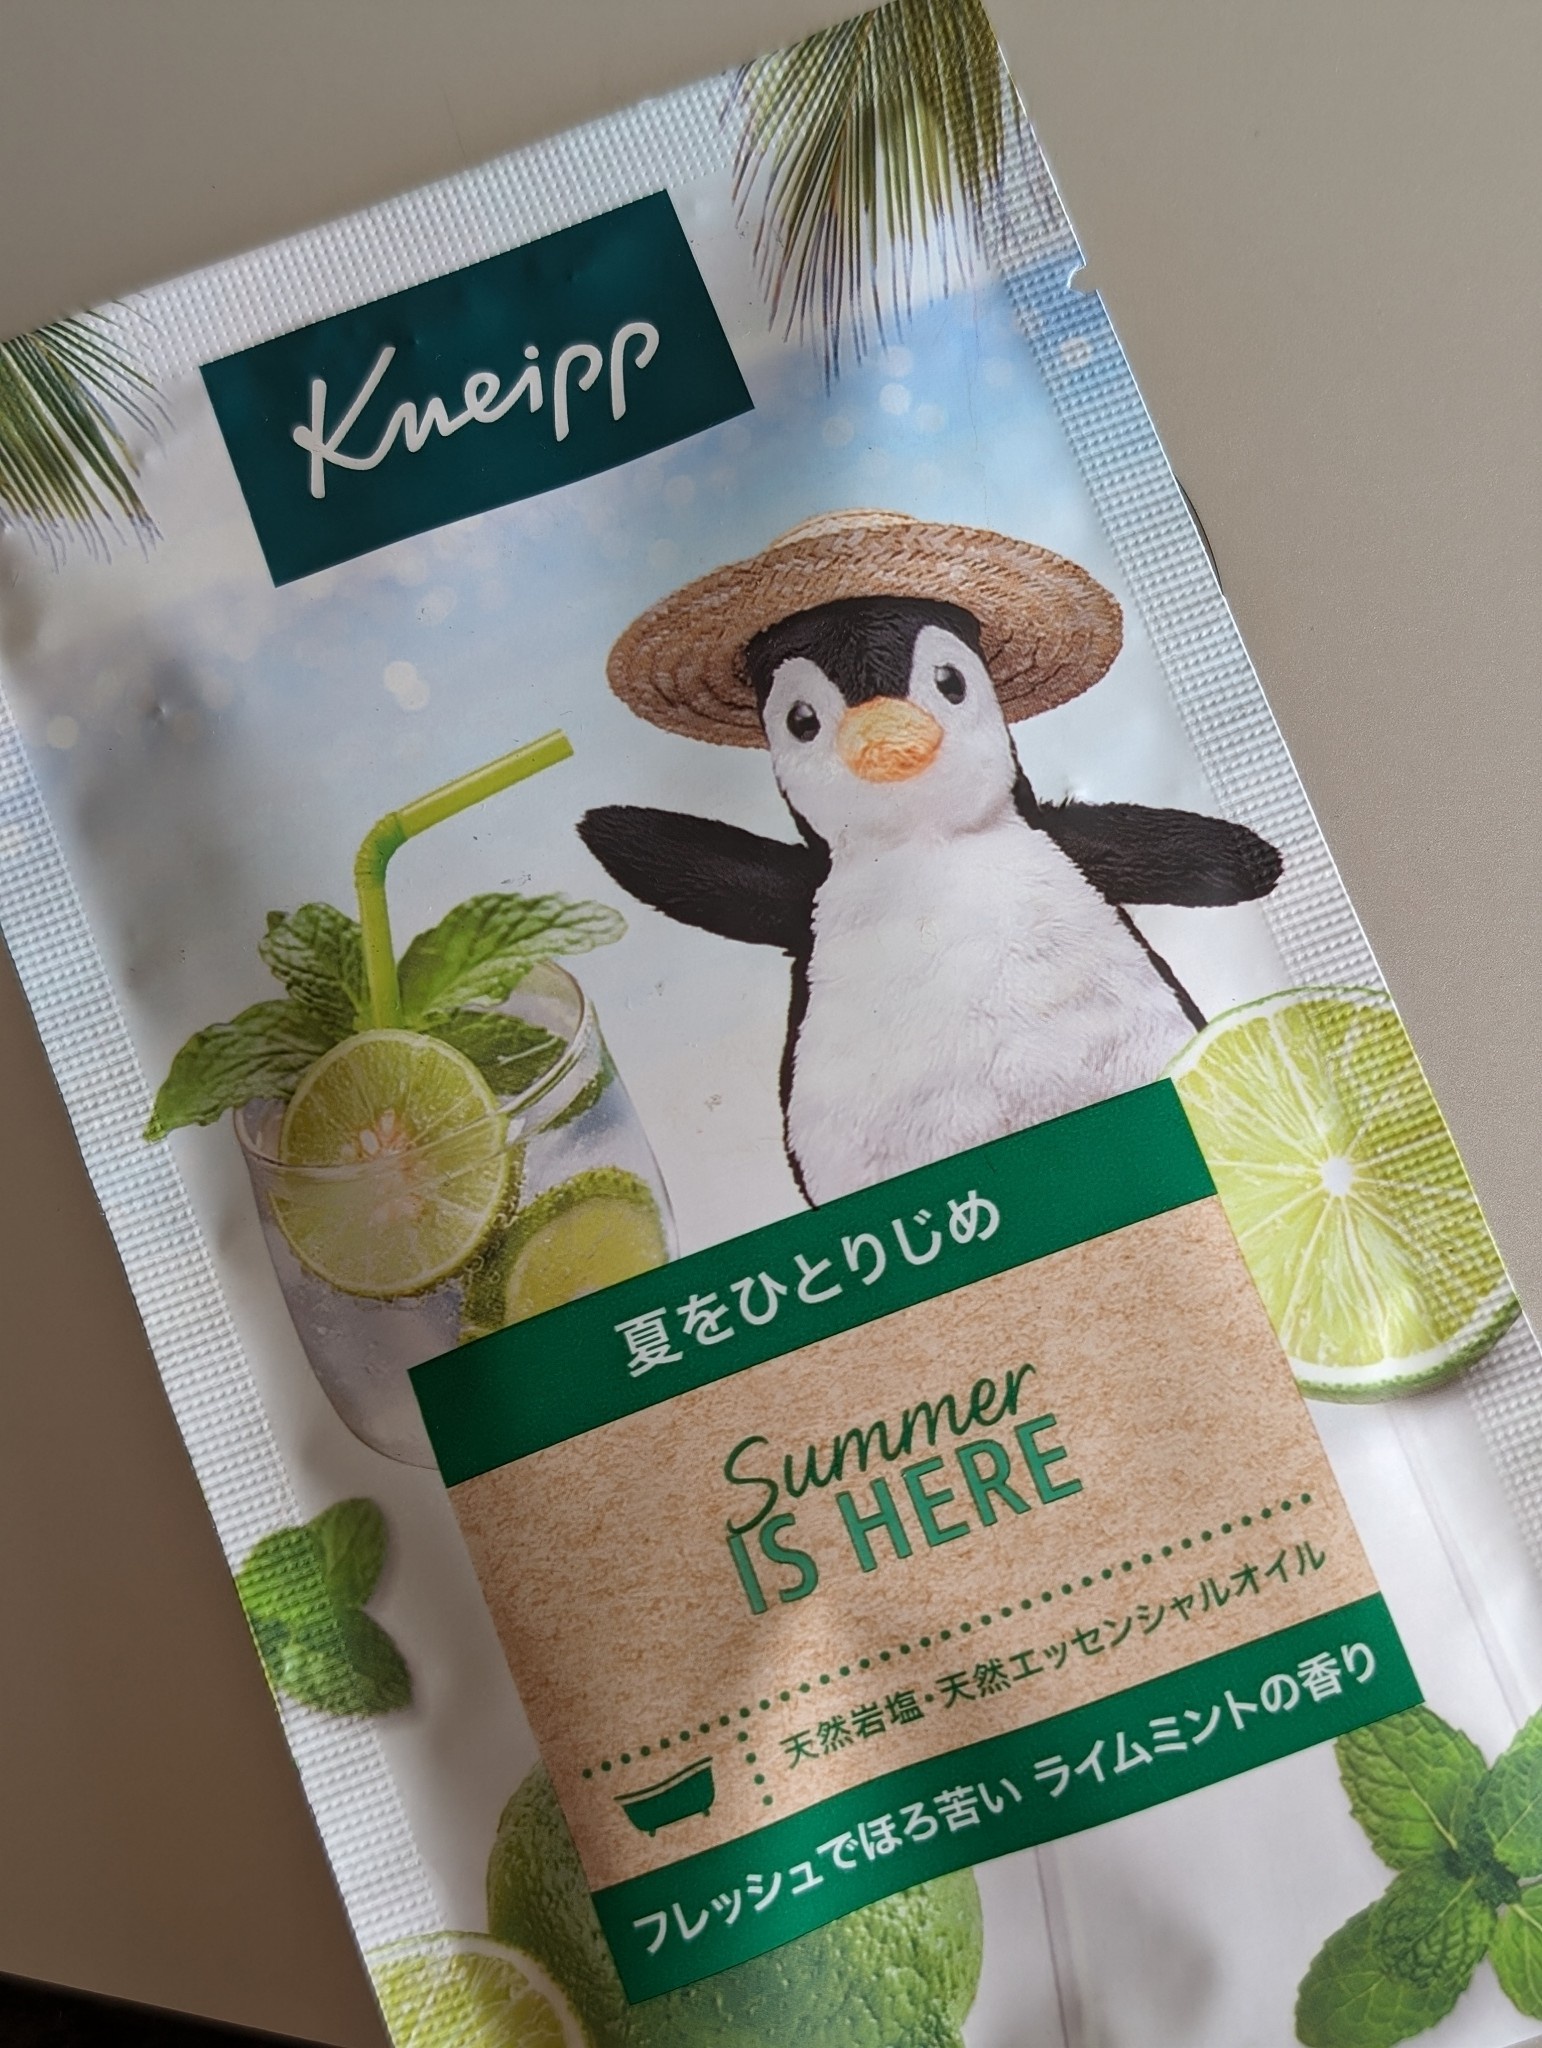 Kneipp
夏をひとりじめ
Summer
IS HERE
天然岩塩・天然エッセンシャルオイル
フレッシュでほろ苦い ライムミントの香り